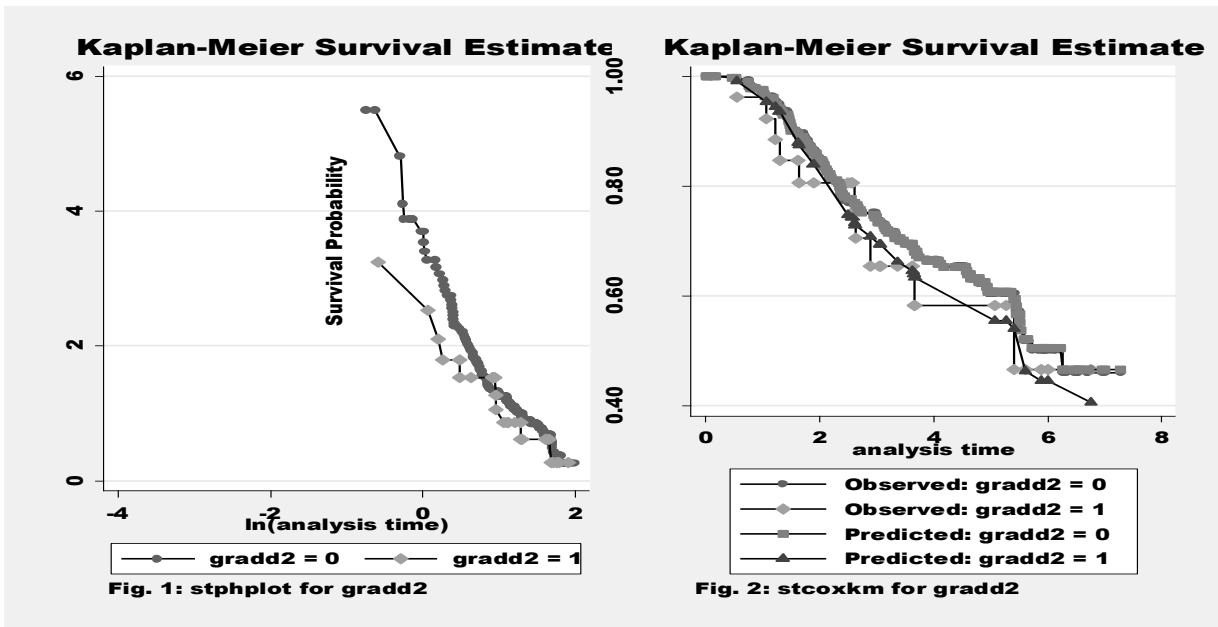 Kaplan-Meier Survival Estimate
6
4
2
0
Survival Probability
-4
-2
0
2
ln(analysis time)
gradd2 = 0
gradd2 = 1
Fig. 1: stphplot for gradd2
Kaplan-Meier Survival Estimate
1.00
0.80
0.60
0.40
0
2
4
6
8
analysis time
Observed: gradd2 = 0
Observed: gradd2 = 1
Predicted: gradd2 = 0
Predicted: gradd2 = 1
Fig. 2: stcoxkm for gradd2